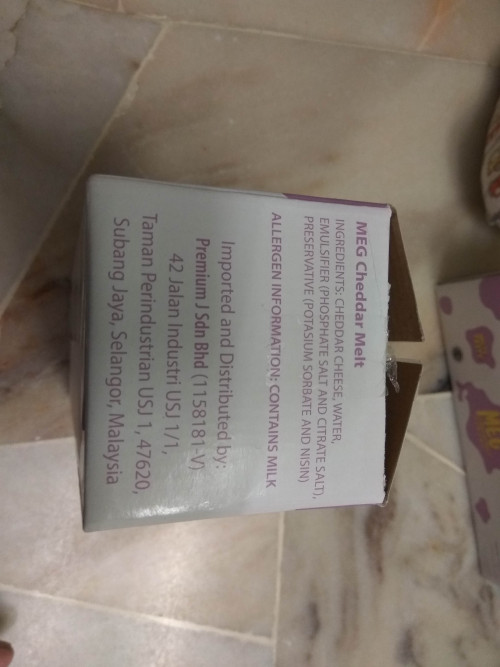 MEG Cheddar Melt
INGREDIENTS: CHEDDAR CHEESE, WATER,
EMULSIFIER (PHOSPHATE SALT AND CITRATE SALT),
PRESERVATIVE (POTASIUM SORBATE AND NISIN)
ALLERGEN INFORMATION: CONTAINS MILK
Imported and Distributed by:
Premium J Sdn Bhd (1158181-V)
42 Jalan Industri USJ 1/1,
Taman Perindustrian USJ 1, 47620,
Subang Jaya, Selangor, Malaysia